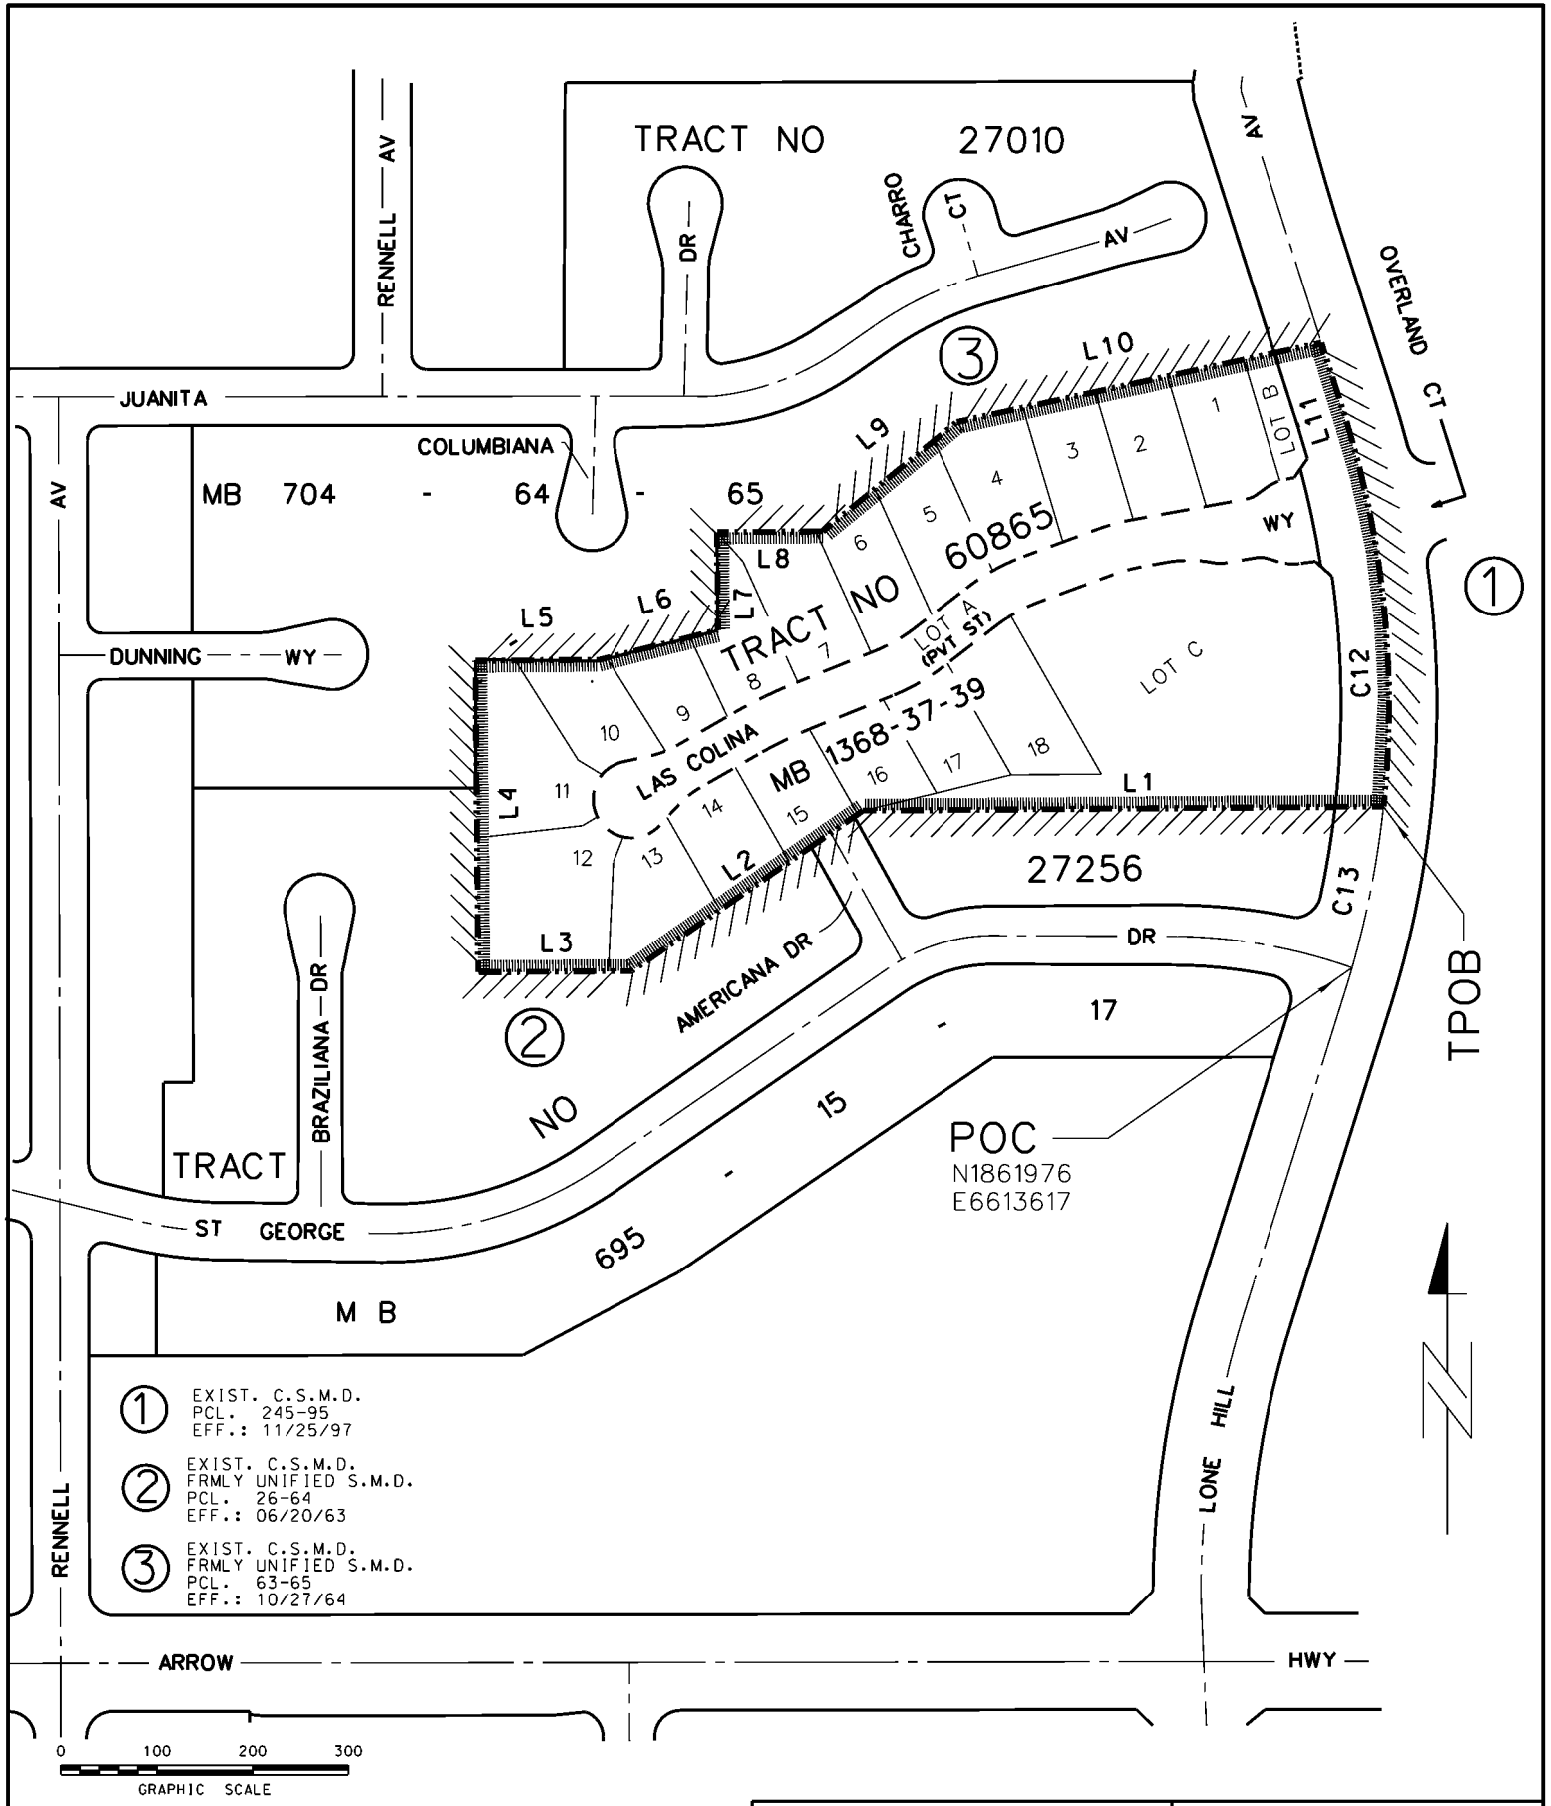 TRACT NO 27010
RENNELL AV
DR
CHARRO CT
AV
AV
OVERLAND CT
JUANITA
COLUMBIANA
AV
MB 704 - 64 - 65
3
L10
L9
L8
L7
L6
L5
L11
LOT B
1
2
3
4
5
6
7
8
9
10
11
12
13
14
15
16
17
18
TRACT NO 60865
LOT A
(PVT ST)
MB 1368-37-39
LAS COLINA
WY
LOT C
1
C12
DUNNING WY
L4
L1
L2
L3
27256
C13
DR
AMERICANA DR
TPOB
2
BRAZILIANA DR
NO
TRACT
17
-
15
-
695
M B
POC
N1861976
E6613617
ST GEORGE
1
EXIST. C.S.M.D.
PCL. 245-95
EFF.: 11/25/97
2
EXIST. C.S.M.D.
FRMLY UNIFIED S.M.D.
PCL. 26-64
EFF.: 06/20/63
3
EXIST. C.S.M.D.
FRMLY UNIFIED S.M.D.
PCL. 63-65
EFF.: 10/27/64
RENNELL
LONE HILL
N
ARROW HWY
0 100 200 300
GRAPHIC SCALE